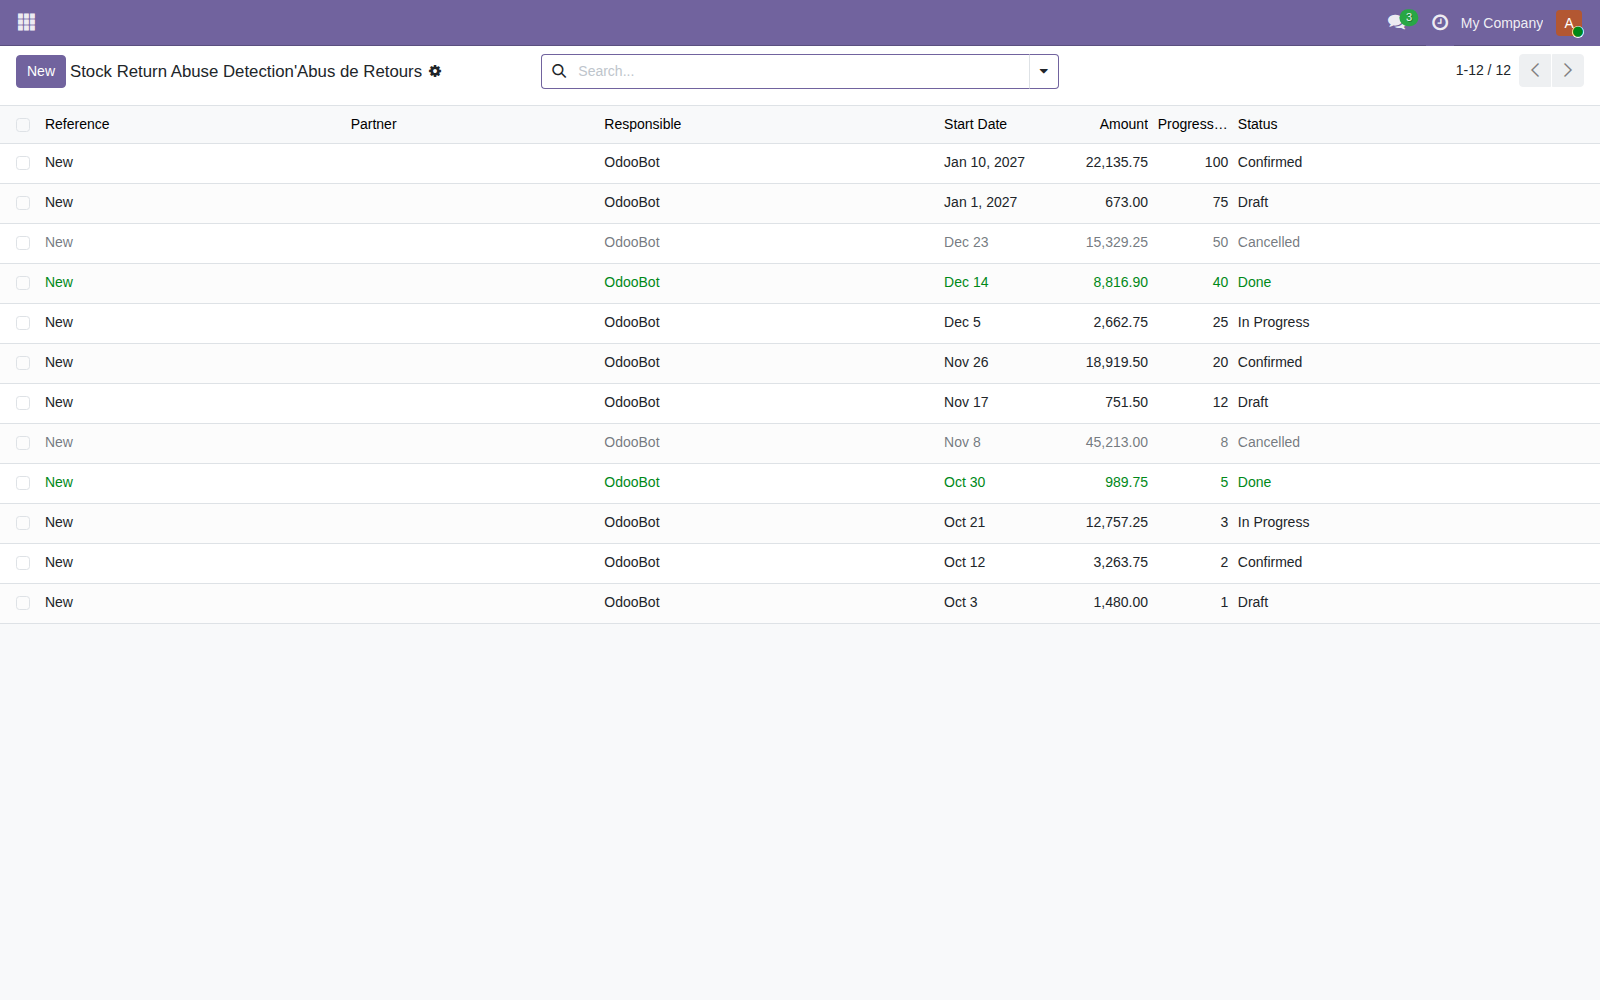 3 My Company A
New Stock Return Abuse Detection'Abus de Retours Search... 1-12 / 12
Reference Partner Responsible Start Date Amount Progress... Status
New OdooBot Jan 10, 2027 22,135.75 100 Confirmed
New OdooBot Jan 1, 2027 673.00 75 Draft
New OdooBot Dec 23 15,329.25 50 Cancelled
New OdooBot Dec 14 8,816.90 40 Done
New OdooBot Dec 5 2,662.75 25 In Progress
New OdooBot Nov 26 18,919.50 20 Confirmed
New OdooBot Nov 17 751.50 12 Draft
New OdooBot Nov 8 45,213.00 8 Cancelled
New OdooBot Oct 30 989.75 5 Done
New OdooBot Oct 21 12,757.25 3 In Progress
New OdooBot Oct 12 3,263.75 2 Confirmed
New OdooBot Oct 3 1,480.00 1 Draft